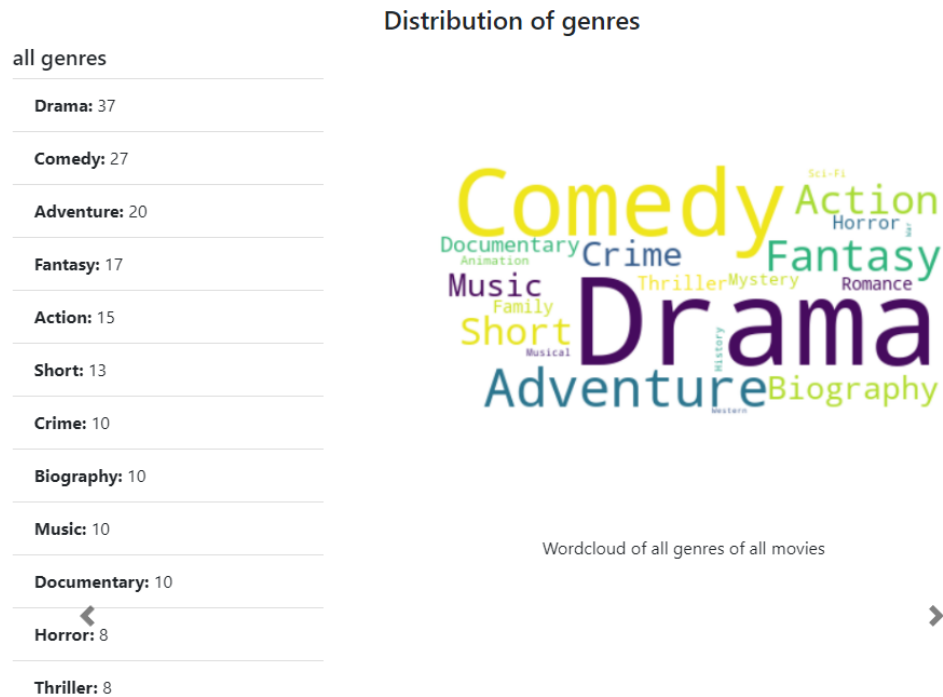 Distribution of genres
all genres
Drama: 37
Comedy: 27
Adventure: 20
Fantasy: 17
Action: 15
Short: 13
Crime: 10
Biography: 10
Music: 10
Documentary: 10
Horror: 8
Thriller: 8
Sci-Fi
Comedy
Action
Horror
War
Documentary
Crime
Fantasy
Animation
Music
Thriller
Mystery
Romance
Drama
Family
Short
History
Musical
Adventure
Biography
Western
Wordcloud of all genres of all movies